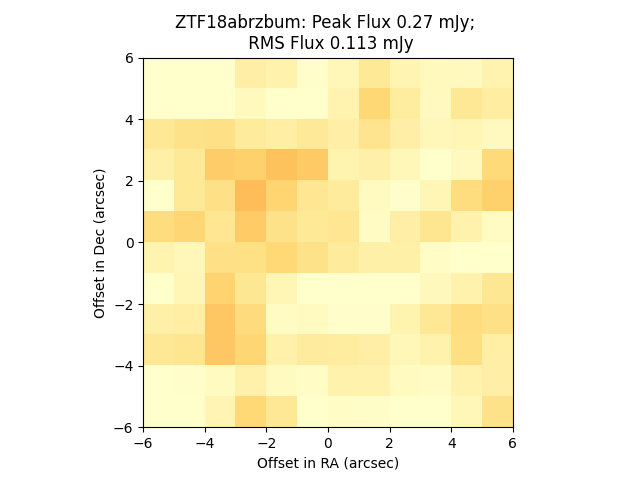 ZTF18abrzbum: Peak Flux 0.27 mJy;
RMS Flux 0.113 mJy
6
4
2
0
−2
−4
−6
Offset in Dec (arcsec)
−6 −4 −2 0 2 4 6
Offset in RA (arcsec)